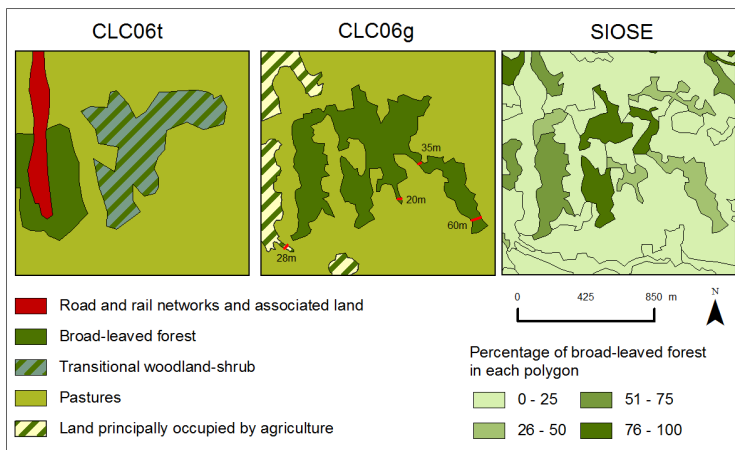 CLC06t
CLC06g
SIOSE
35m
20m
60m
28m
Road and rail networks and associated land
Broad-leaved forest
Transitional woodland-shrub
Pastures
Land principally occupied by agriculture
0 425 850 m
N
Percentage of broad-leaved forest
in each polygon
0 - 25
51 - 75
26 - 50
76 - 100